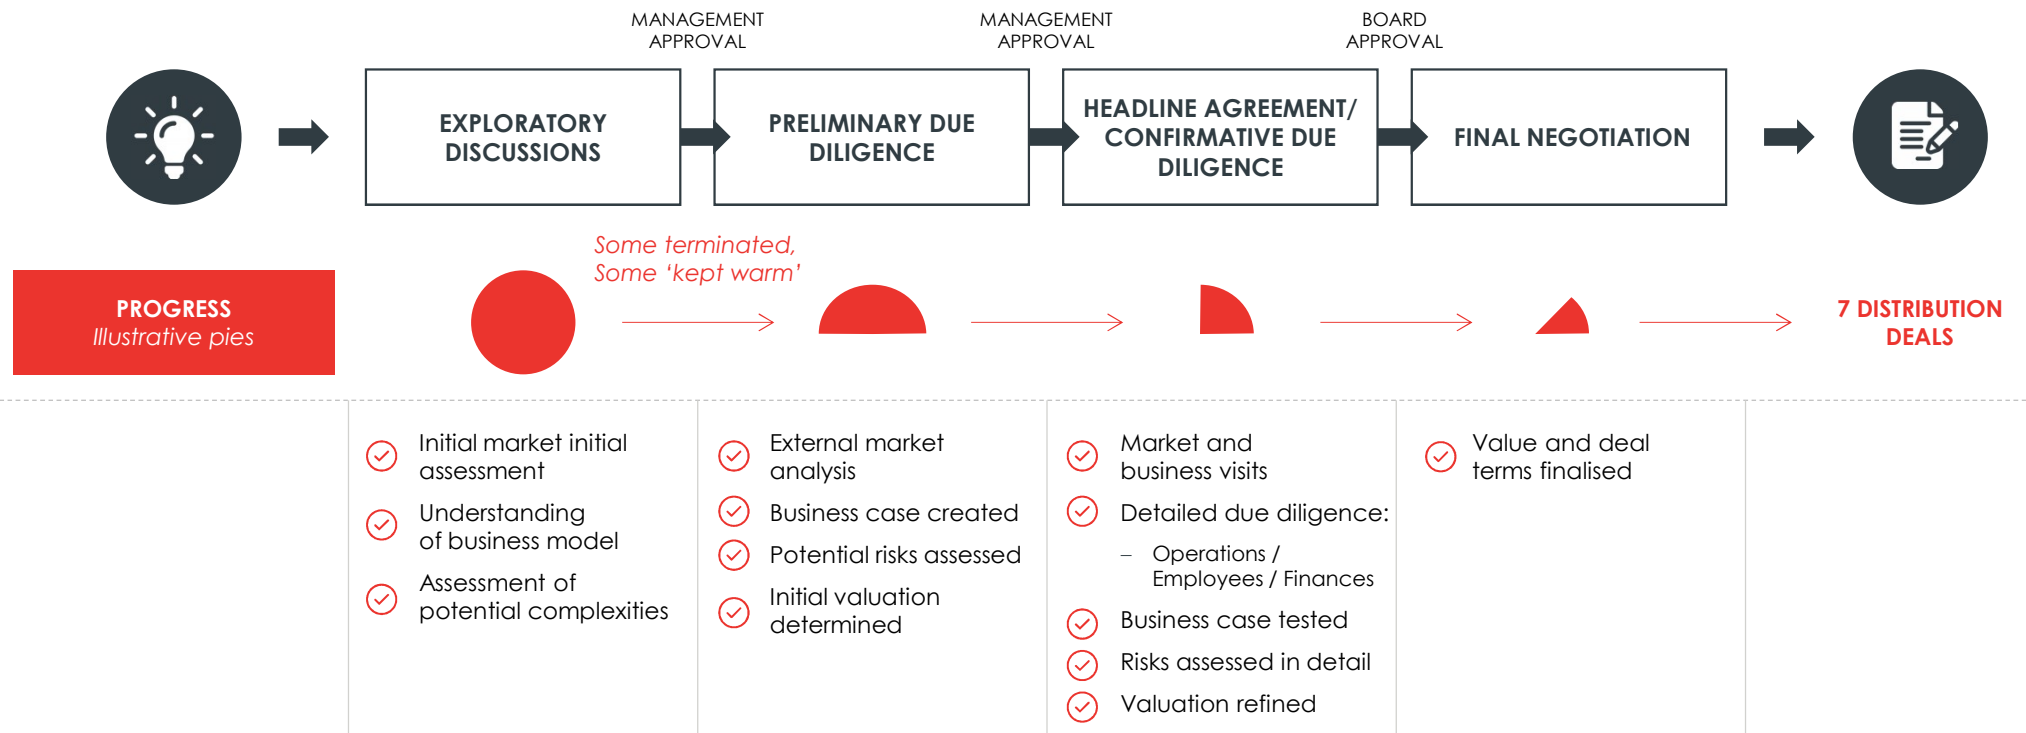 MANAGEMENT
APPROVAL
MANAGEMENT
APPROVAL
BOARD
APPROVAL
EXPLORATORY
DISCUSSIONS
PRELIMINARY DUE
DILIGENCE
HEADLINE AGREEMENT/
CONFIRMATIVE DUE
DILIGENCE
FINAL NEGOTIATION
Some terminated,
Some ‘kept warm’
PROGRESS
Illustrative pies
7 DISTRIBUTION
DEALS
Initial market initial
assessment
Understanding
of business model
Assessment of
potential complexities
External market
analysis
Business case created
Potential risks assessed
Initial valuation
determined
Market and
business visits
Detailed due diligence:
– Operations /
Employees / Finances
Business case tested
Risks assessed in detail
Valuation refined
Value and deal
terms finalised